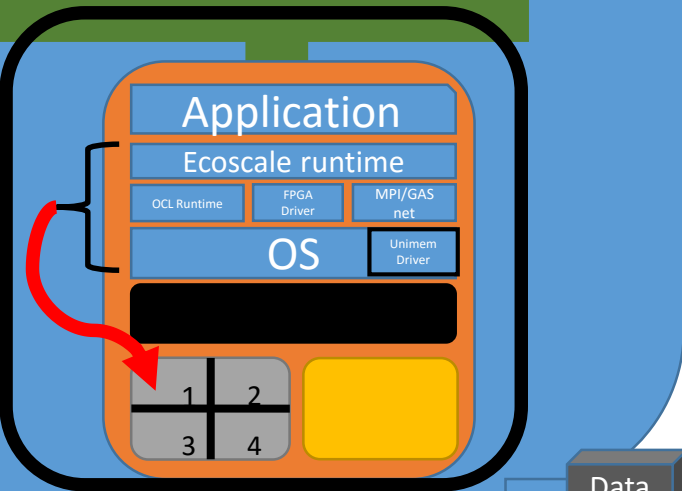 Application
Ecoscale runtime
OCL Runtime
FPGA
Driver
MPI/GAS
net
OS
Unimem
Driver
1
2
3
4
Data